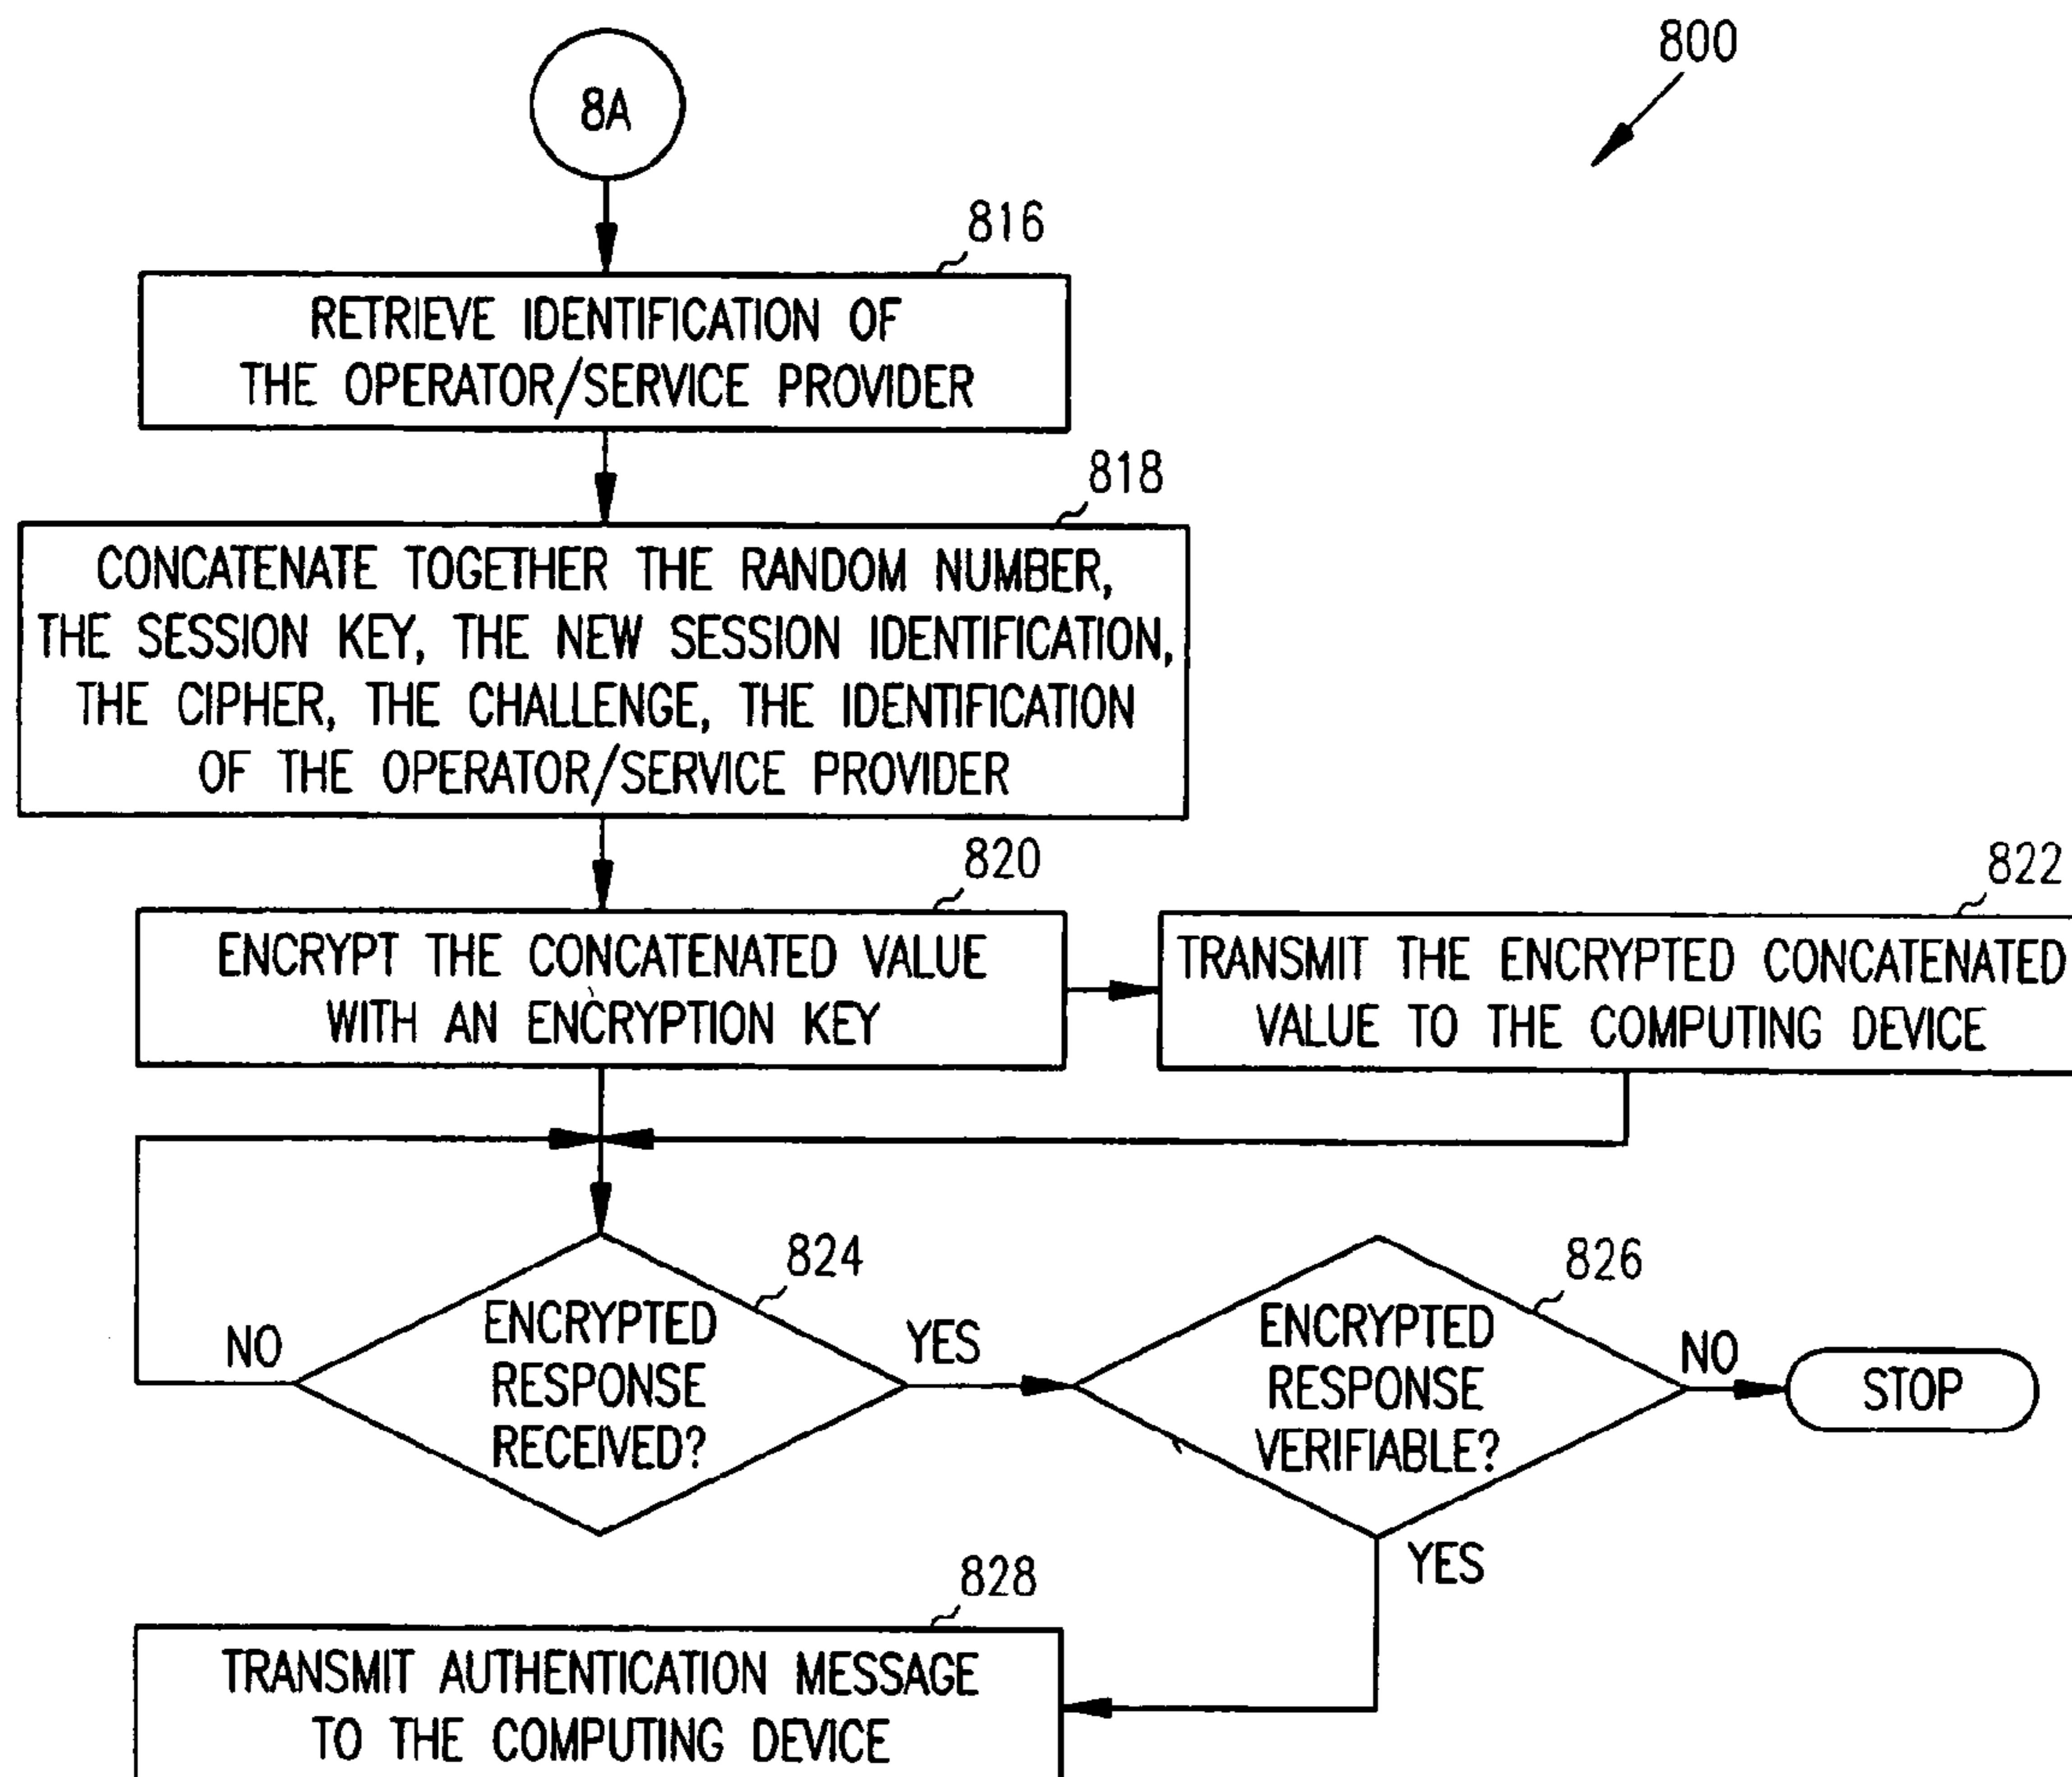 800
8A
816
RETRIEVE IDENTIFICATION OF
THE OPERATOR/SERVICE PROVIDER
818
CONCATENATE TOGETHER THE RANDOM NUMBER,
THE SESSION KEY, THE NEW SESSION IDENTIFICATION,
THE CIPHER, THE CHALLENGE, THE IDENTIFICATION
OF THE OPERATOR/SERVICE PROVIDER
820
ENCRYPT THE CONCATENATED VALUE
WITH AN ENCRYPTION KEY
822
TRANSMIT THE ENCRYPTED CONCATENATED
VALUE TO THE COMPUTING DEVICE
824
ENCRYPTED
RESPONSE
RECEIVED?
NO
YES
826
ENCRYPTED
RESPONSE
VERIFIABLE?
NO
STOP
YES
828
TRANSMIT AUTHENTICATION MESSAGE
TO THE COMPUTING DEVICE